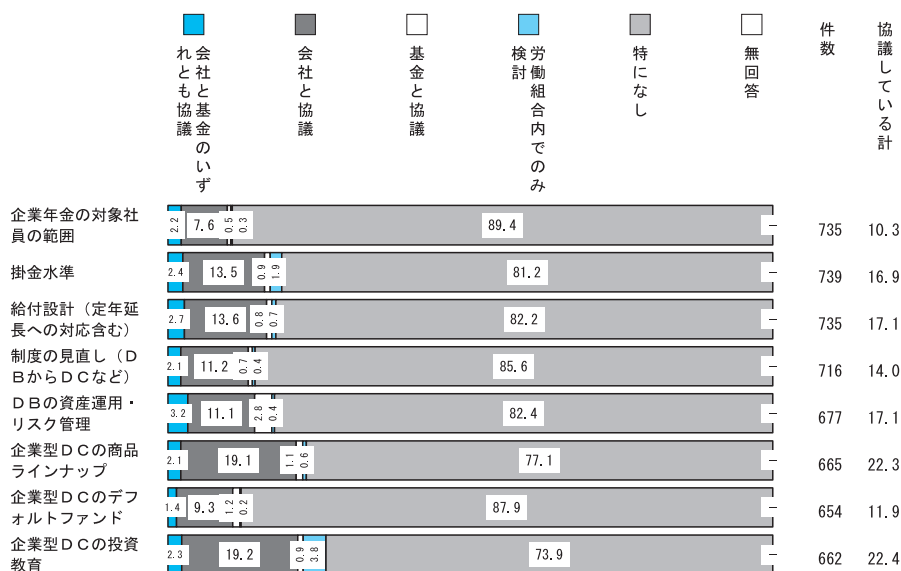 会社と基金のいず
れとも協議
会社と協議
基金と協議
労働組合内でのみ
検討
特になし
無回答
件数
協議している計
企業年金の対象社
員の範囲
2.2 7.6 0.5 0.3 89.4 - 735 10.3
掛金水準
2.4 13.5 0.9 1.9 81.2 - 739 16.9
給付設計（定年延
長への対応含む）
2.7 13.6 0.8 0.7 82.2 - 735 17.1
制度の見直し（Ｄ
ＢからＤＣなど）
2.1 11.2 0.7 0.4 85.6 - 716 14.0
ＤＢの資産運用・
リスク管理
3.2 11.1 2.8 0.4 82.4 - 677 17.1
企業型ＤＣの商品
ラインナップ
2.1 19.1 1.1 0.6 77.1 - 665 22.3
企業型ＤＣのデフ
ォルトファンド
1.4 9.3 1.2 0.2 87.9 - 654 11.9
企業型ＤＣの投資
教育
2.3 19.2 0.9 3.8 73.9 - 662 22.4